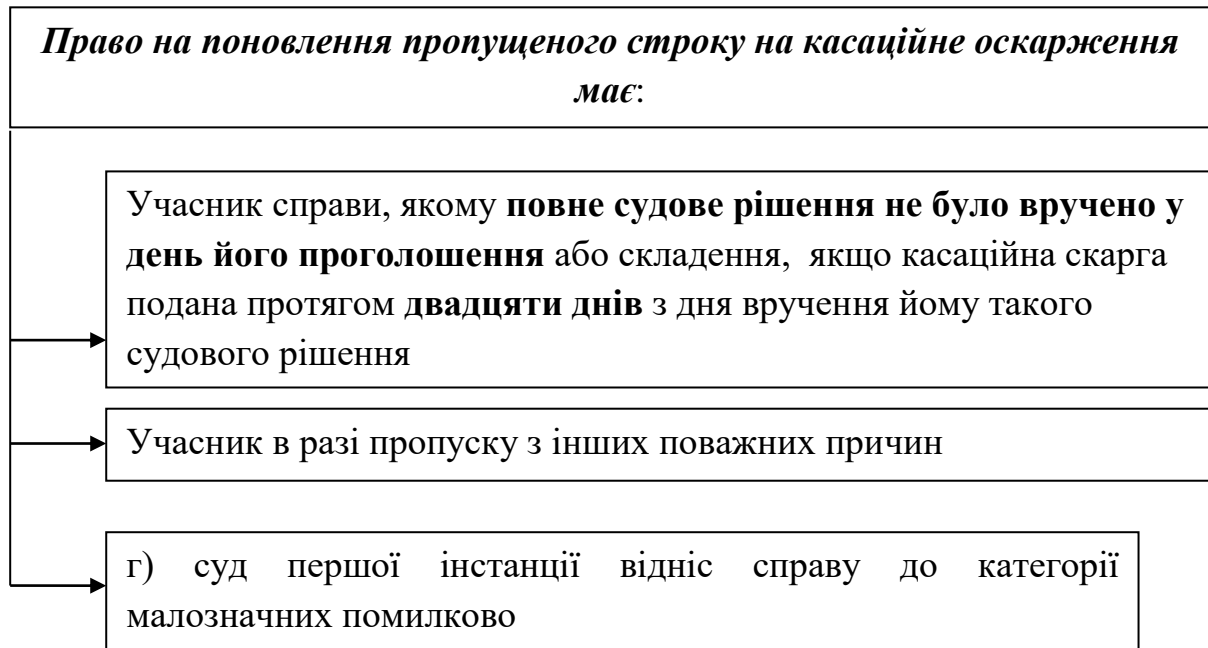 Право на поновлення пропущеного строку на касаційне оскарження
має:
Учасник справи, якому повне судове рішення не було вручено у
день його проголошення або складення, якщо касаційна скарга
подана протягом двадцяти днів з дня вручення йому такого
судового рішення
Учасник в разі пропуску з інших поважних причин
г) суд першої інстанції відніс справу до категорії
малозначних помилково